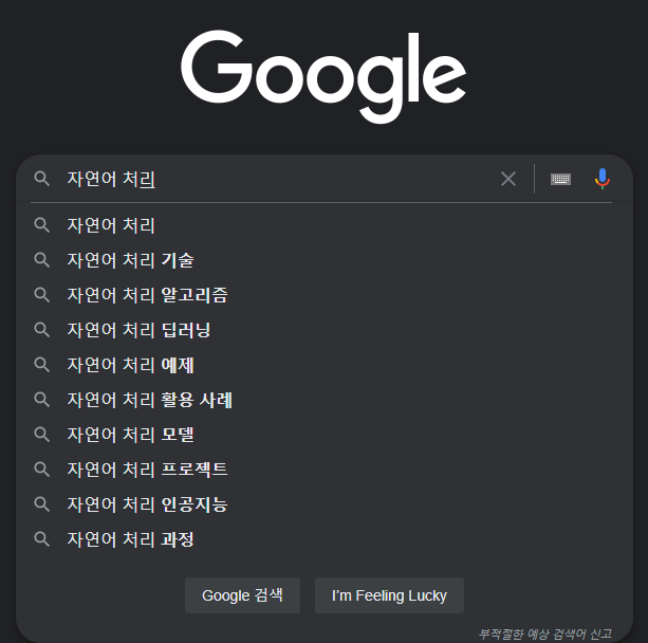 Google
자연어 처리
자연어 처리
자연어 처리 기술
자연어 처리 알고리즘
자연어 처리 딥러닝
자연어 처리 예제
자연어 처리 활용 사례
자연어 처리 모델
자연어 처리 프로젝트
자연어 처리 인공지능
자연어 처리 과정
Google 검색 I'm Feeling Lucky
부적절한 예상 검색어 신고